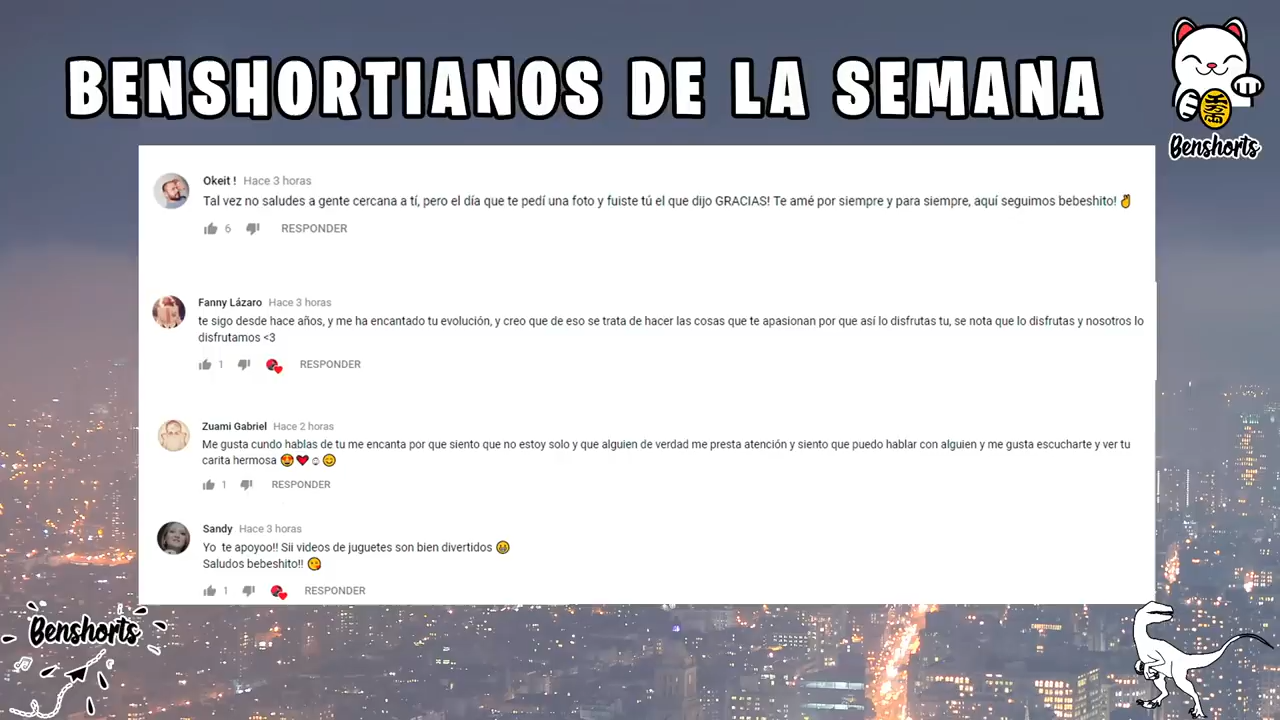 BENSHORTIANOS DE LA SEMANA
Benshorts
Okeit ! Hace 3 horas
Tal vez no saludes a gente cercana a tí, pero el día que te pedí una foto y fuiste tú el que dijo GRACIAS! Te amé por siempre y para siempre, aquí seguimos bebeshito! ✌
6 RESPONDER
Fanny Lázaro Hace 3 horas
te sigo desde hace años, y me ha encantado tu evolución, y creo que de eso se trata de hacer las cosas que te apasionan por que así lo disfrutas tu, se nota que lo disfrutas y nosotros lo
disfrutamos <3
1 RESPONDER
Zuami Gabriel Hace 2 horas
Me gusta cundo hablas de tu me encanta por que siento que no estoy solo y que alguien de verdad me presta atención y siento que puedo hablar con alguien y me gusta escucharte y ver tu
carita hermosa 😍❤☺😊
1 RESPONDER
Sandy Hace 3 horas
Yo te apoyoo!! Sii videos de juguetes son bien divertidos 😂
Saludos bebeshito!! 😘
1 RESPONDER
Benshorts